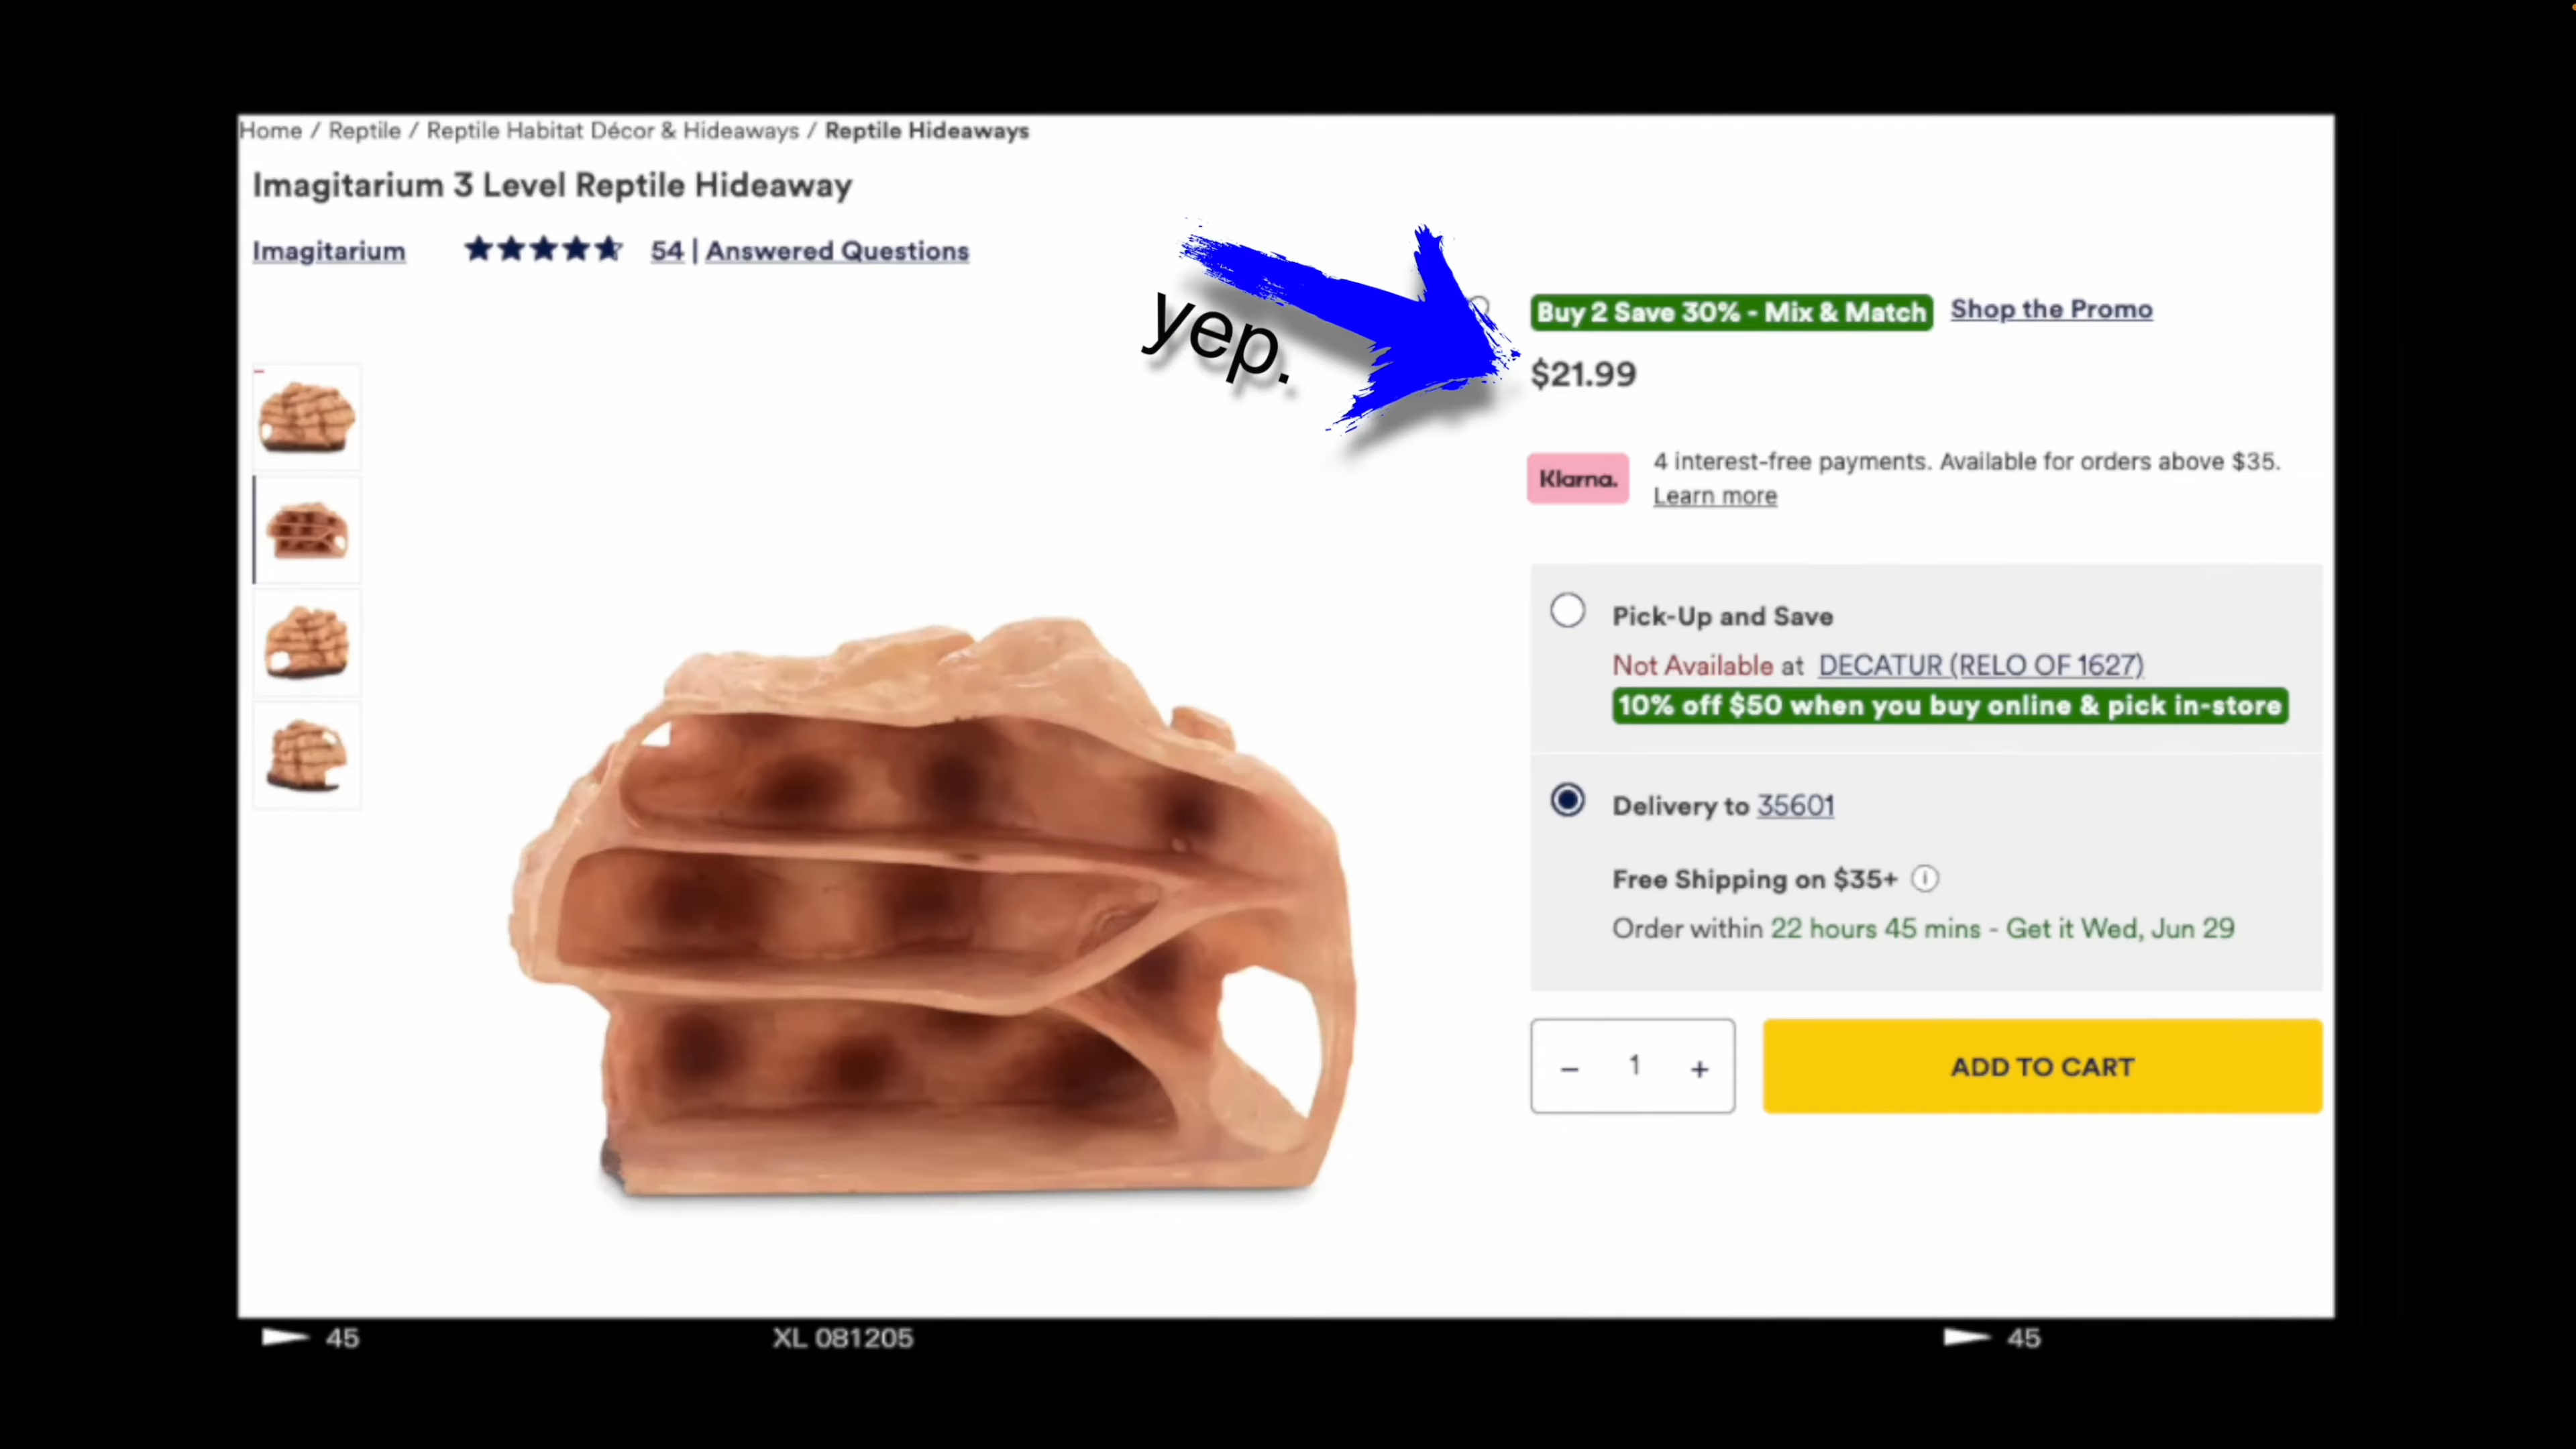 Home / Reptile / Reptile Habitat Décor & Hideaways / Reptile Hideaways
Imagitarium 3 Level Reptile Hideaway
Imagitarium 54 | Answered Questions
yep.
Buy 2 Save 30% - Mix & Match Shop the Promo
$21.99
Klarna.
4 interest-free payments. Available for orders above $35.
Learn more
Pick-Up and Save
Not Available at DECATUR (RELO OF 1627)
10% off $50 when you buy online & pick in-store
Delivery to 35601
Free Shipping on $35+ i
Order within 22 hours 45 mins - Get it Wed, Jun 29
− 1 +
ADD TO CART
45 XL 081205 45